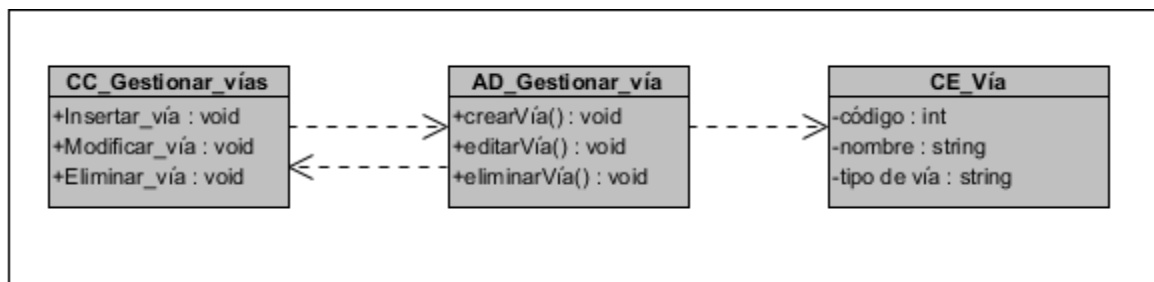 CC_Gestionar_vías
+Insertar_vía : void
+Modificar_vía : void
+Eliminar_vía : void
AD_Gestionar_vía
+crearVía() : void
+editarVía() : void
+eliminarVía() : void
CE_Vía
-código : int
-nombre : string
-tipo de vía : string